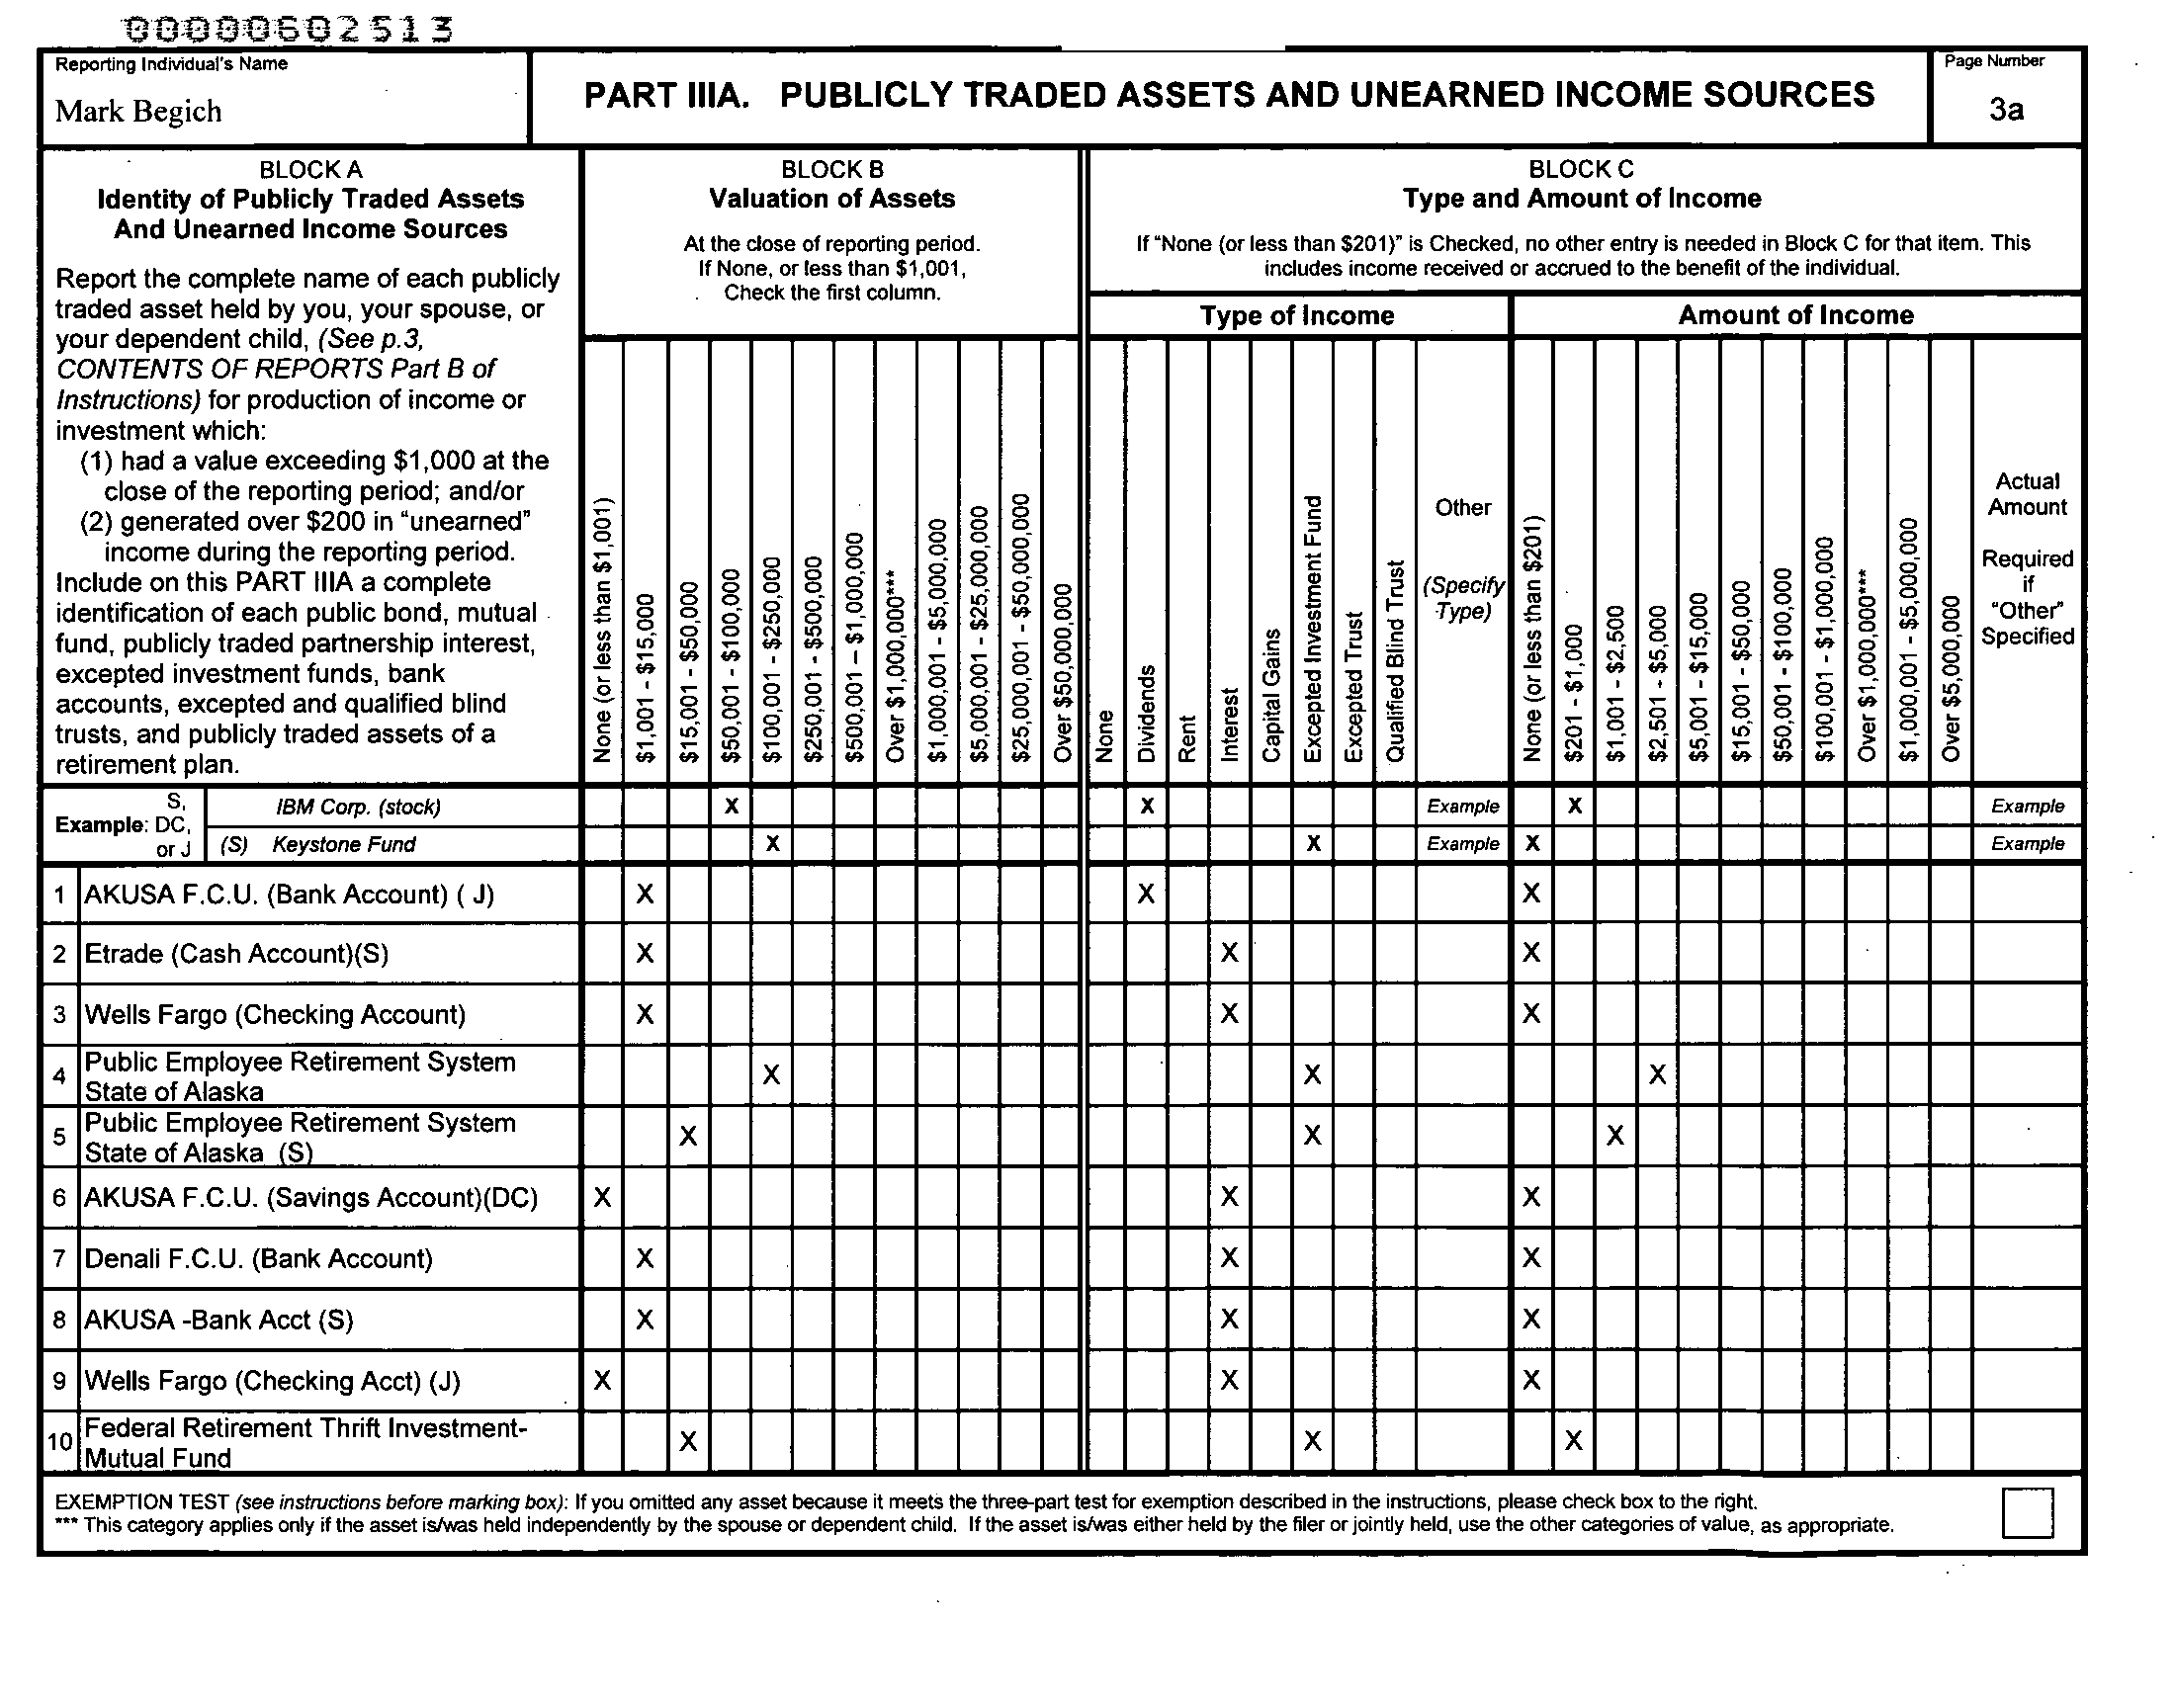 00000602513
Reporting Individual's Name
Mark Begich
PART IIIA. PUBLICLY TRADED ASSETS AND UNEARNED INCOME SOURCES
Page Number
3a
BLOCK A
Identity of Publicly Traded Assets
And Unearned Income Sources
Report the complete name of each publicly
traded asset held by you, your spouse, or
your dependent child, (See p.3,
CONTENTS OF REPORTS Part B of
Instructions) for production of income or
investment which:
(1) had a value exceeding $1,000 at the
close of the reporting period; and/or
(2) generated over $200 in "unearned"
income during the reporting period.
Include on this PART IIIA a complete
identification of each public bond, mutual
fund, publicly traded partnership interest,
excepted investment funds, bank
accounts, excepted and qualified blind
trusts, and publicly traded assets of a
retirement plan.
BLOCK B
Valuation of Assets
At the close of reporting period.
If None, or less than $1,001,
Check the first column.
None (or less than $1,001)
$1,001 - $15,000
$15,001 - $50,000
$50,001 - $100,000
$100,001 - $250,000
$250,001 - $500,000
$500,001 – $1,000,000
Over $1,000,000***
$1,000,001 - $5,000,000
$5,000,001 - $25,000,000
$25,000,001 - $50,000,000
Over $50,000,000
BLOCK C
Type and Amount of Income
If "None (or less than $201)" is Checked, no other entry is needed in Block C for that item. This
includes income received or accrued to the benefit of the individual.
Type of Income
None
Dividends
Rent
Interest
Capital Gains
Excepted Investment Fund
Excepted Trust
Qualified Blind Trust
Other
(Specify
Type)
Amount of Income
None (or less than $201)
$201 - $1,000
$1,001 - $2,500
$2,501 - $5,000
$5,001 - $15,000
$15,001 - $50,000
$50,001 - $100,000
$100,001 - $1,000,000
Over $1,000,000***
$1,000,001 - $5,000,000
Over $5,000,000
Actual
Amount
Required
if
"Other"
Specified
Example: S, DC, or J
IBM Corp. (stock) X X Example X Example
(S) Keystone Fund X X Example X Example
1 AKUSA F.C.U. (Bank Account) ( J) X X X
2 Etrade (Cash Account)(S) X X X
3 Wells Fargo (Checking Account) X X X
4 Public Employee Retirement System
State of Alaska X X X
5 Public Employee Retirement System
State of Alaska (S) X X X
6 AKUSA F.C.U. (Savings Account)(DC) X X X
7 Denali F.C.U. (Bank Account) X X X
8 AKUSA -Bank Acct (S) X X X
9 Wells Fargo (Checking Acct) (J) X X X
10 Federal Retirement Thrift Investment-
Mutual Fund X X X
EXEMPTION TEST (see instructions before marking box): If you omitted any asset because it meets the three-part test for exemption described in the instructions, please check box to the right.
*** This category applies only if the asset is/was held independently by the spouse or dependent child. If the asset is/was either held by the filer or jointly held, use the other categories of value, as appropriate.